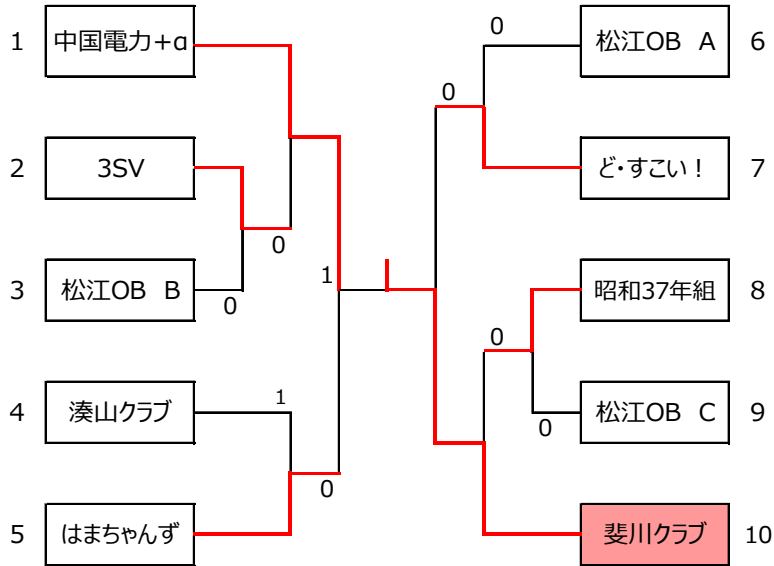 1 中国電力+α
2 3SV
3 松江OB B
4 湊山クラブ
5 はまちゃんず
0
0
1
1
0
0
0
0
0
松江OB A 6
ど・すこい！ 7
昭和37年組 8
松江OB C 9
斐川クラブ 10